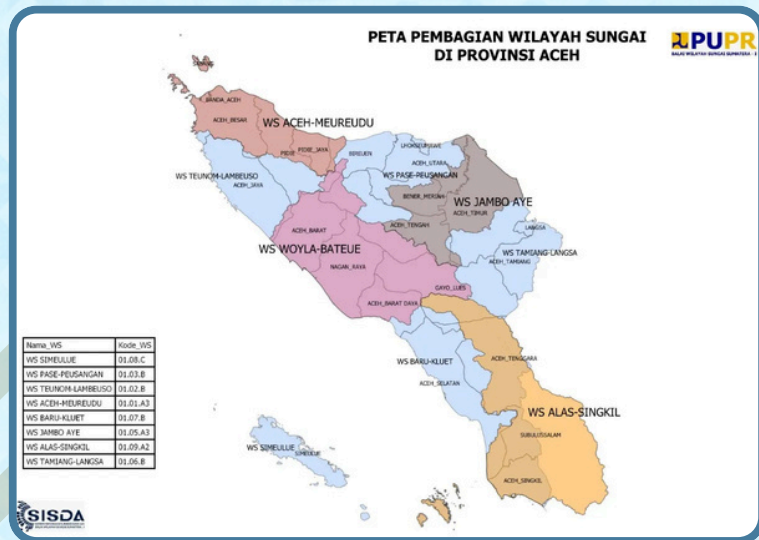 PETA PEMBAGIAN WILAYAH SUNGAI
DI PROVINSI ACEH
PUPR
BALAI WILAYAH SUNGAI SUMATERA - I
SABANG
BANDA_ACEH
ACEH_BESAR
WS ACEH-MEUREUDU
PIDIE
PIDIE_JAYA
BIREUEN
LHOKSEUMAWE
ACEH_UTARA
WS TEUNOM-LAMBEUSO
ACEH_JAYA
WS PASE-PEUSANGAN
BENER_MERIAH
WS JAMBO AYE
ACEH_TIMUR
ACEH_TENGAH
LANGSA
ACEH_BARAT
WS WOYLA-BATEUE
WS TAMIANG-LANGSA
ACEH_TAMIANG
NAGAN_RAYA
GAYO_LUES
ACEH_BARAT DAYA
ACEH_TENGGARA
WS BARU-KLUET
ACEH_SELATAN
WS ALAS-SINGKIL
SUBULUSSALAM
WS SIMEULUE
SIMEULUE
ACEH_SINGKIL
Nama_WS Kode_WS
WS SIMEULUE 01.08.C
WS PASE-PEUSANGAN 01.03.B
WS TEUNOM-LAMBEUSO 01.02.B
WS ACEH-MEUREUDU 01.01.A3
WS BARU-KLUET 01.07.B
WS JAMBO AYE 01.05.A3
WS ALAS-SINGKIL 01.09.A2
WS TAMIANG-LANGSA 01.06.B
SISDA